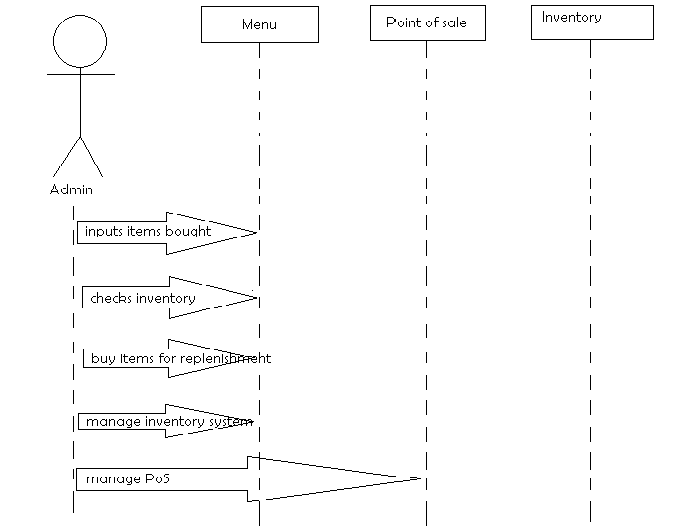 Menu
Point of sale
Inventory
Admin
inputs items bought
checks inventory
buy Items for replenishment
manage inventory system
manage PoS